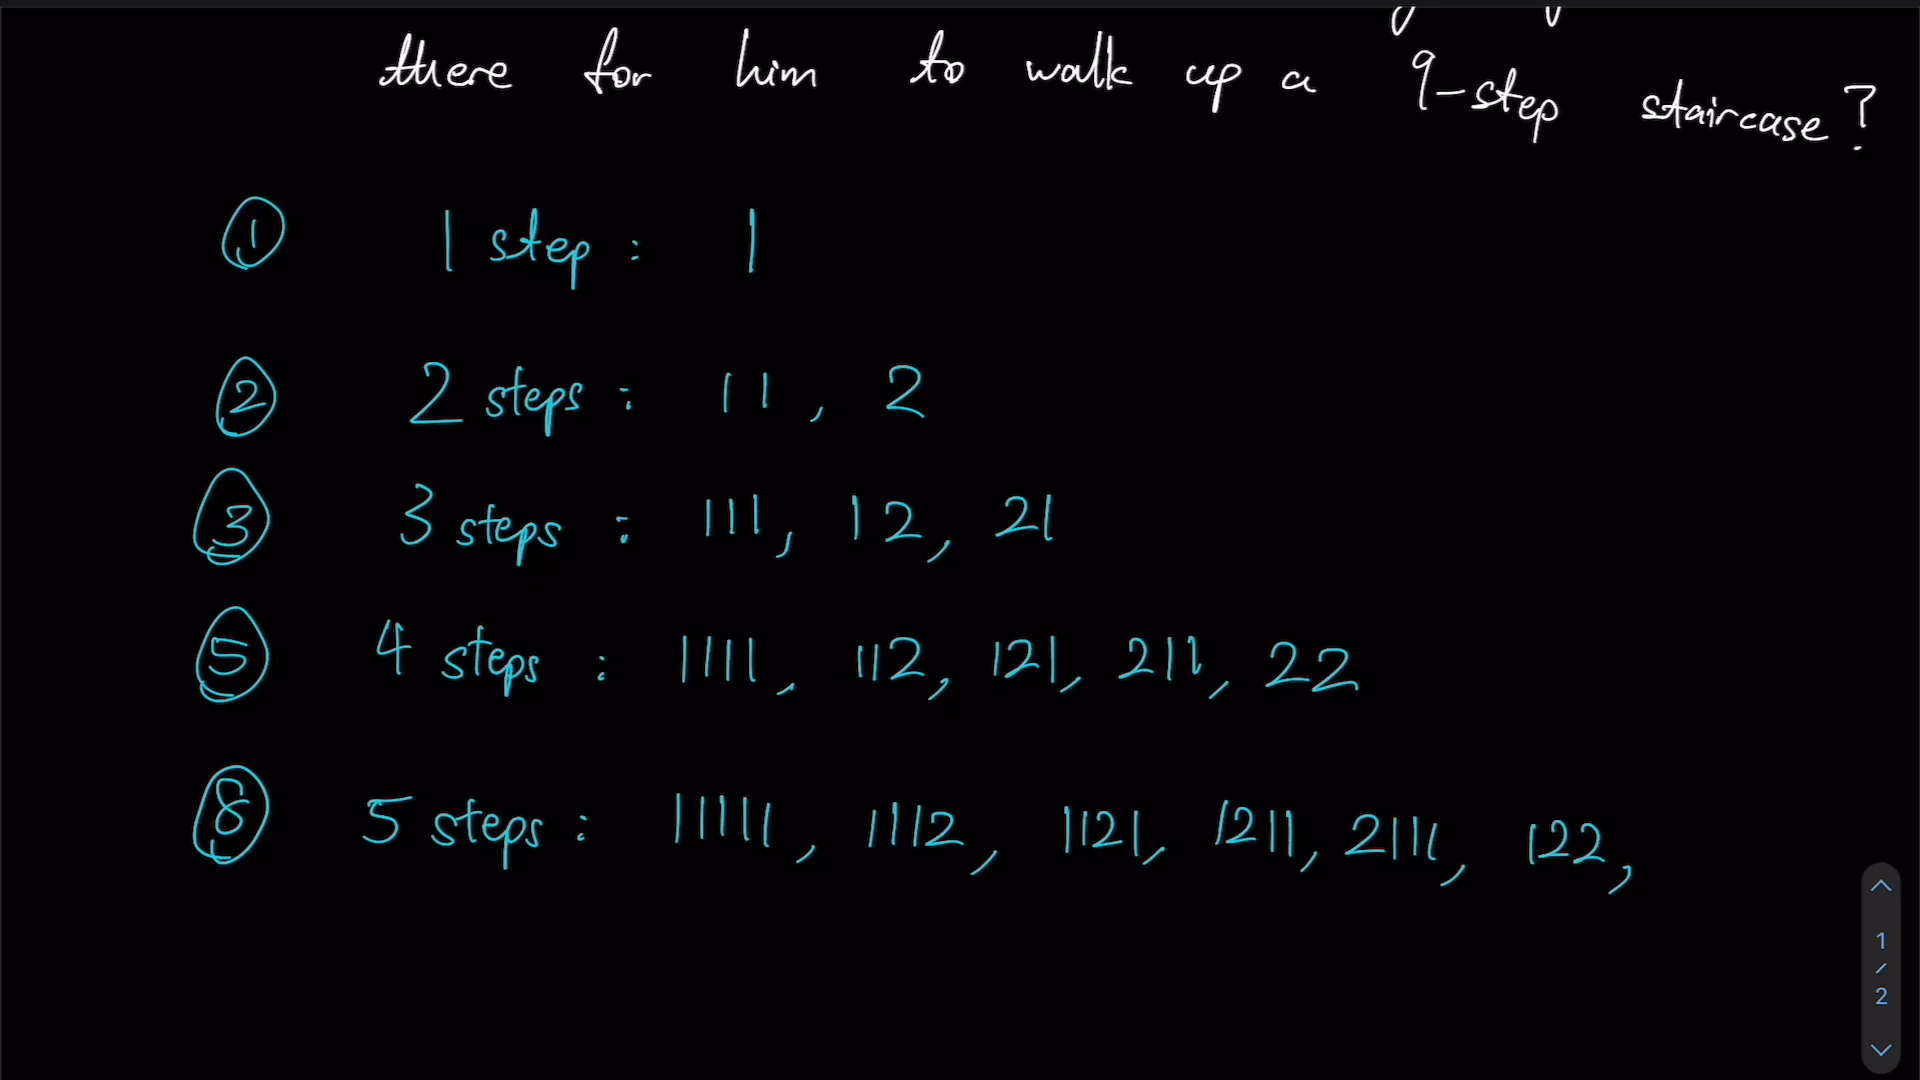 there for him to walk up a 9-step staircase?
① 1 step : 1
② 2 steps : 11, 2
③ 3 steps : 111, 12, 21
⑤ 4 steps : 1111, 112, 121, 211, 22
⑧ 5 steps : 11111, 1112, 1121, 1211, 2111, 122,
1
/
2